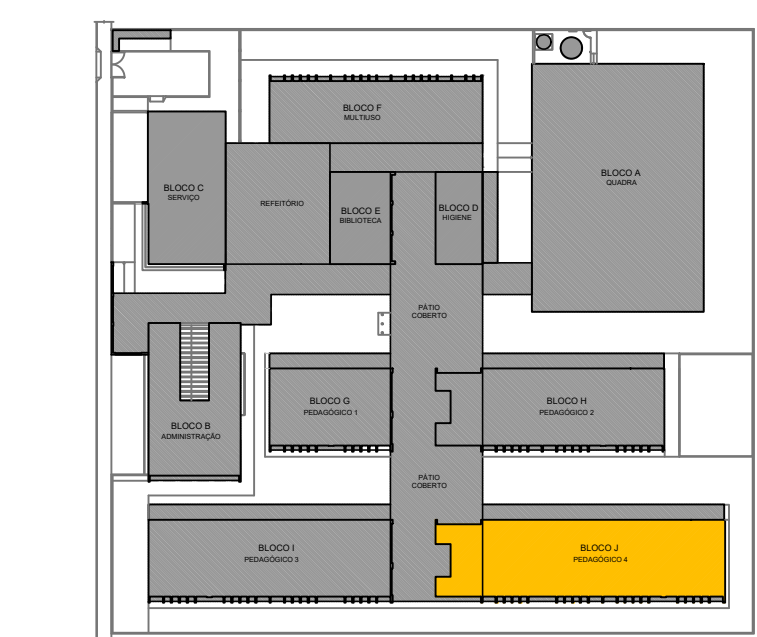 BLOCO F
MULTIUSO
BLOCO A
QUADRA
BLOCO C
SERVIÇO
REFEITÓRIO
BLOCO E
BIBLIOTECA
BLOCO D
HIGIENE
PÁTIO
COBERTO
BLOCO G
PEDAGÓGICO 1
BLOCO H
PEDAGÓGICO 2
BLOCO B
ADMINISTRAÇÃO
PÁTIO
COBERTO
BLOCO I
PEDAGÓGICO 3
BLOCO J
PEDAGÓGICO 4